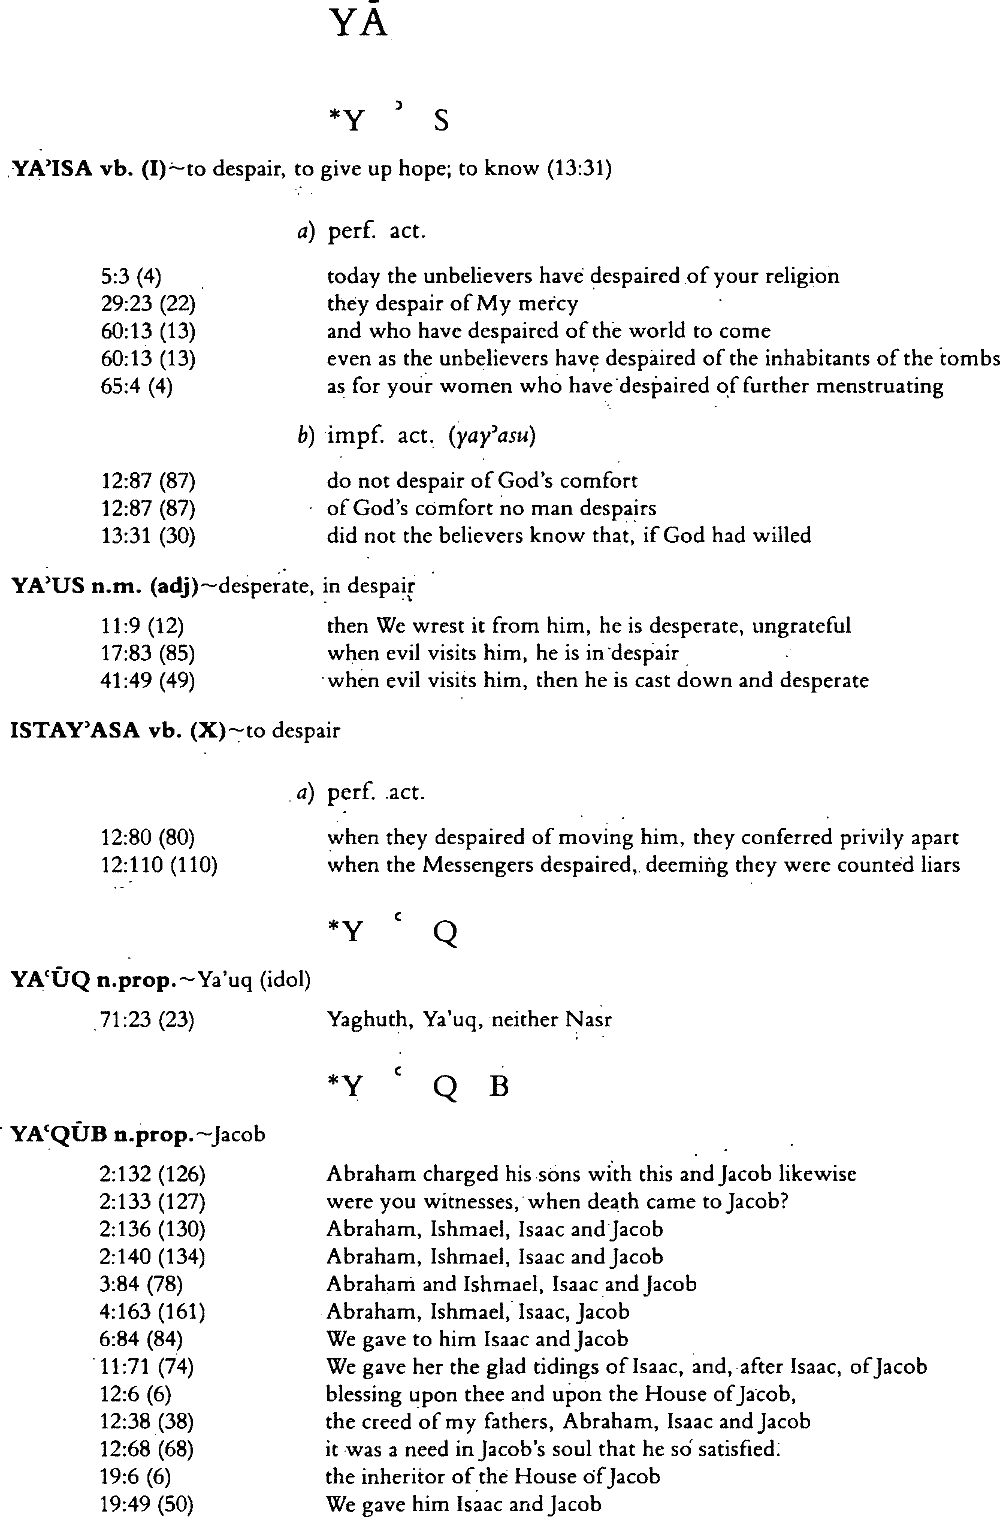 YĀ
*Y ʾ S
YAʾISA vb. (I)~to despair, to give up hope; to know (13:31)
a) perf. act.
5:3 (4) today the unbelievers have despaired of your religion
29:23 (22) they despair of My mercy
60:13 (13) and who have despaired of the world to come
60:13 (13) even as the unbelievers have despaired of the inhabitants of the tombs
65:4 (4) as for your women who have despaired of further menstruating
b) impf. act. (yayʾasu)
12:87 (87) do not despair of God's comfort
12:87 (87) of God's comfort no man despairs
13:31 (30) did not the believers know that, if God had willed
YAʾUS n.m. (adj)~desperate, in despair
11:9 (12) then We wrest it from him, he is desperate, ungrateful
17:83 (85) when evil visits him, he is in despair
41:49 (49) when evil visits him, then he is cast down and desperate
ISTAYʾASA vb. (X)~to despair
a) perf. act.
12:80 (80) when they despaired of moving him, they conferred privily apart
12:110 (110) when the Messengers despaired, deeming they were counted liars
*Y ʿ Q
YAʿŪQ n.prop.~Ya'uq (idol)
71:23 (23) Yaghuth, Ya'uq, neither Nasr
*Y ʿ Q B
YAʿQŪB n.prop.~Jacob
2:132 (126) Abraham charged his sons with this and Jacob likewise
2:133 (127) were you witnesses, when death came to Jacob?
2:136 (130) Abraham, Ishmael, Isaac and Jacob
2:140 (134) Abraham, Ishmael, Isaac and Jacob
3:84 (78) Abraham and Ishmael, Isaac and Jacob
4:163 (161) Abraham, Ishmael, Isaac, Jacob
6:84 (84) We gave to him Isaac and Jacob
11:71 (74) We gave her the glad tidings of Isaac, and, after Isaac, of Jacob
12:6 (6) blessing upon thee and upon the House of Jacob,
12:38 (38) the creed of my fathers, Abraham, Isaac and Jacob
12:68 (68) it was a need in Jacob's soul that he so satisfied.
19:6 (6) the inheritor of the House of Jacob
19:49 (50) We gave him Isaac and Jacob